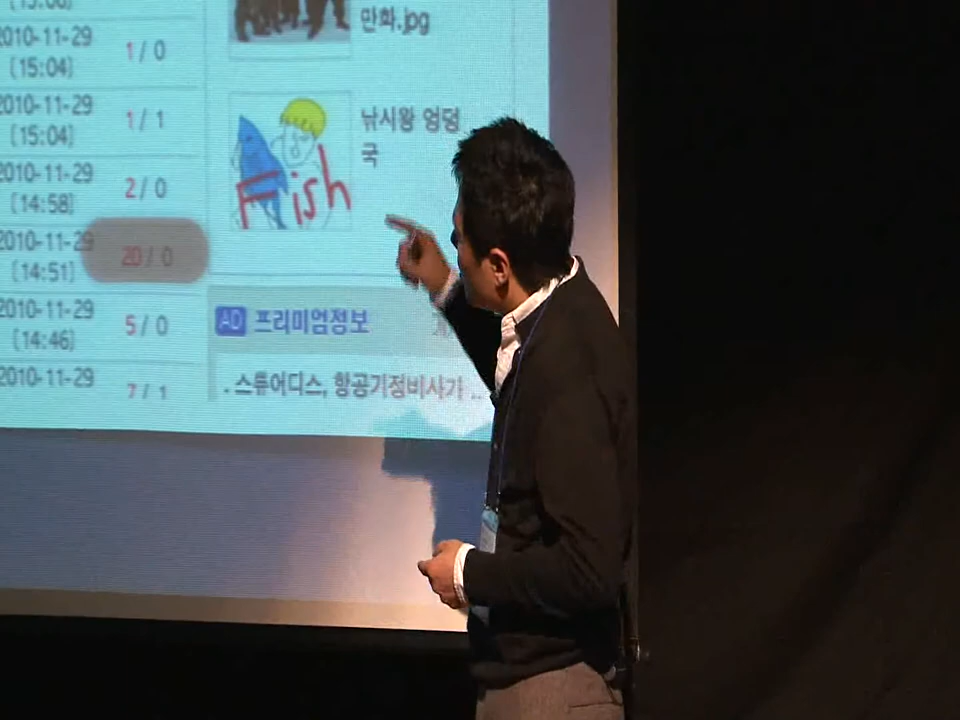 만화.jpg
2010-11-29
(15:04)
1 / 0
2010-11-29
(15:04)
1 / 1
낚시왕 엉덩
국
Fish
2010-11-29
(14:58)
2 / 0
2010-11-29
(14:51)
20 / 0
2010-11-29
(14:46)
5 / 0
AD 프리미엄정보
2010-11-29
7 / 1
. 스튜어디스, 항공기정비사가 ..